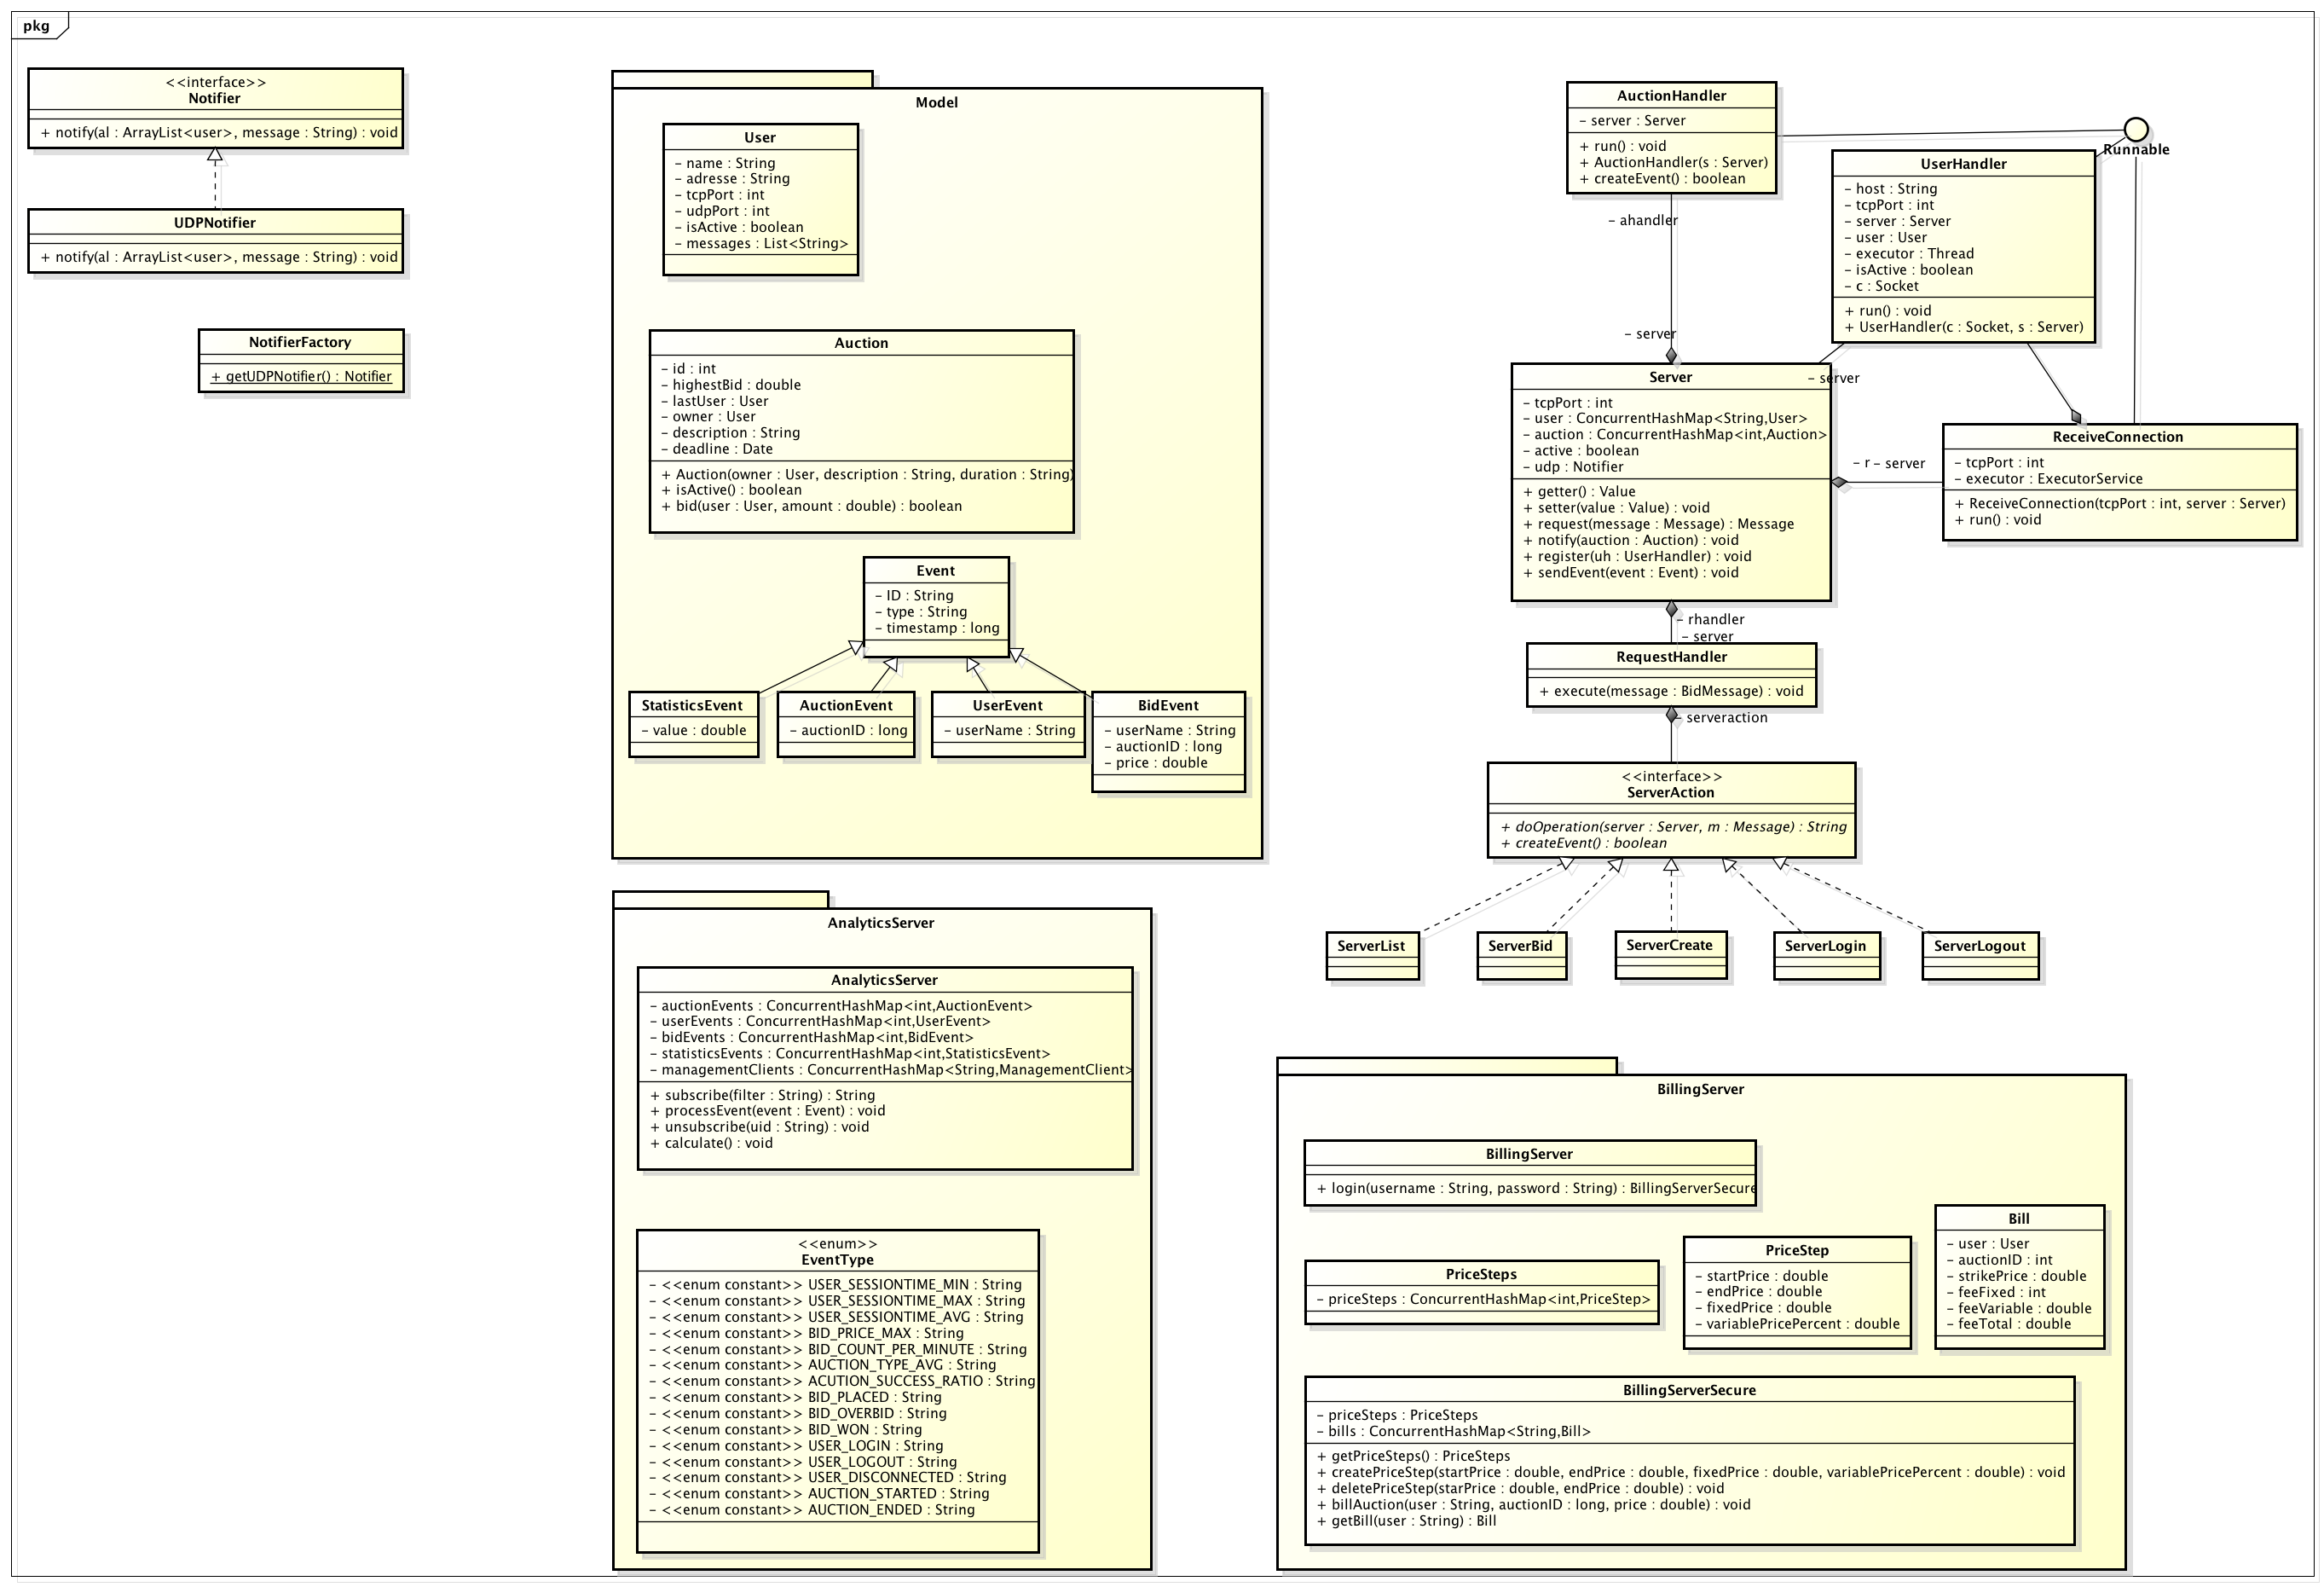 pkg
<<interface>>
Notifier
+ notify(al : ArrayList<user>, message : String) : void
UDPNotifier
+ notify(al : ArrayList<user>, message : String) : void
NotifierFactory
+ getUDPNotifier() : Notifier
Model
User
– name : String
– adresse : String
– tcpPort : int
– udpPort : int
– isActive : boolean
– messages : List<String>
Auction
– id : int
– highestBid : double
– lastUser : User
– owner : User
– description : String
– deadline : Date
+ Auction(owner : User, description : String, duration : String)
+ isActive() : boolean
+ bid(user : User, amount : double) : boolean
Event
– ID : String
– type : String
– timestamp : long
StatisticsEvent
– value : double
AuctionEvent
– auctionID : long
UserEvent
– userName : String
BidEvent
– userName : String
– auctionID : long
– price : double
AuctionHandler
– server : Server
+ run() : void
+ AuctionHandler(s : Server)
+ createEvent() : boolean
Runnable
UserHandler
– host : String
– tcpPort : int
– server : Server
– user : User
– executor : Thread
– isActive : boolean
– c : Socket
+ run() : void
+ UserHandler(c : Socket, s : Server)
– ahandler
– server
– server
Server
– tcpPort : int
– user : ConcurrentHashMap<String,User>
– auction : ConcurrentHashMap<int,Auction>
– active : boolean
– udp : Notifier
+ getter() : Value
+ setter(value : Value) : void
+ request(message : Message) : Message
+ notify(auction : Auction) : void
+ register(uh : UserHandler) : void
+ sendEvent(event : Event) : void
– r – server
ReceiveConnection
– tcpPort : int
– executor : ExecutorService
+ ReceiveConnection(tcpPort : int, server : Server)
+ run() : void
– rhandler
– server
RequestHandler
+ execute(message : BidMessage) : void
– serveraction
<<interface>>
ServerAction
+ doOperation(server : Server, m : Message) : String
+ createEvent() : boolean
ServerList
ServerBid
ServerCreate
ServerLogin
ServerLogout
AnalyticsServer
AnalyticsServer
– auctionEvents : ConcurrentHashMap<int,AuctionEvent>
– userEvents : ConcurrentHashMap<int,UserEvent>
– bidEvents : ConcurrentHashMap<int,BidEvent>
– statisticsEvents : ConcurrentHashMap<int,StatisticsEvent>
– managementClients : ConcurrentHashMap<String,ManagementClient>
+ subscribe(filter : String) : String
+ processEvent(event : Event) : void
+ unsubscribe(uid : String) : void
+ calculate() : void
<<enum>>
EventType
– <<enum constant>> USER_SESSIONTIME_MIN : String
– <<enum constant>> USER_SESSIONTIME_MAX : String
– <<enum constant>> USER_SESSIONTIME_AVG : String
– <<enum constant>> BID_PRICE_MAX : String
– <<enum constant>> BID_COUNT_PER_MINUTE : String
– <<enum constant>> AUCTION_TYPE_AVG : String
– <<enum constant>> ACUTION_SUCCESS_RATIO : String
– <<enum constant>> BID_PLACED : String
– <<enum constant>> BID_OVERBID : String
– <<enum constant>> BID_WON : String
– <<enum constant>> USER_LOGIN : String
– <<enum constant>> USER_LOGOUT : String
– <<enum constant>> USER_DISCONNECTED : String
– <<enum constant>> AUCTION_STARTED : String
– <<enum constant>> AUCTION_ENDED : String
BillingServer
BillingServer
+ login(username : String, password : String) : BillingServerSecure
PriceSteps
– priceSteps : ConcurrentHashMap<int,PriceStep>
PriceStep
– startPrice : double
– endPrice : double
– fixedPrice : double
– variablePricePercent : double
Bill
– user : User
– auctionID : int
– strikePrice : double
– feeFixed : int
– feeVariable : double
– feeTotal : double
BillingServerSecure
– priceSteps : PriceSteps
– bills : ConcurrentHashMap<String,Bill>
+ getPriceSteps() : PriceSteps
+ createPriceStep(startPrice : double, endPrice : double, fixedPrice : double, variablePricePercent : double) : void
+ deletePriceStep(starPrice : double, endPrice : double) : void
+ billAuction(user : String, auctionID : long, price : double) : void
+ getBill(user : String) : Bill